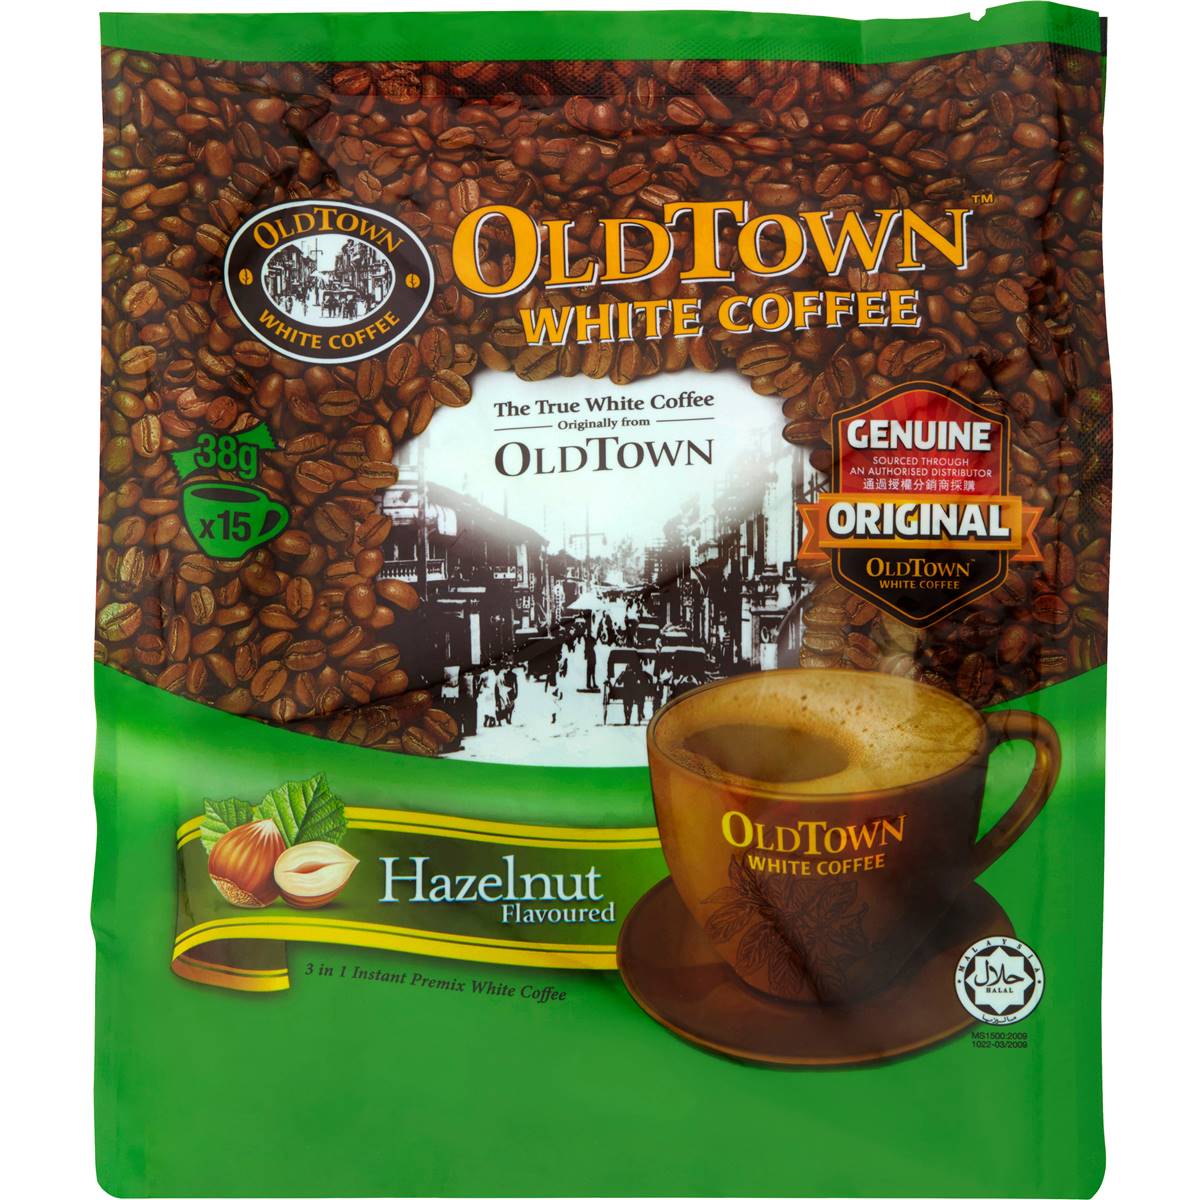 OLDTOWN
WHITE COFFEE
OLDTOWN™
WHITE COFFEE
The True White Coffee
Originally from
OLDTOWN
38g
x15
GENUINE
SOURCED THROUGH
AN AUTHORISED DISTRIBUTOR
通過授權分銷商採購
ORIGINAL
OLDTOWN™
WHITE COFFEE
OLDTOWN
WHITE COFFEE
Hazelnut
Flavoured
3 in 1 Instant Premix White Coffee
MALAYSIA
حلال
HALAL
ماليزيا
MS1500:2009
1022-03/2009